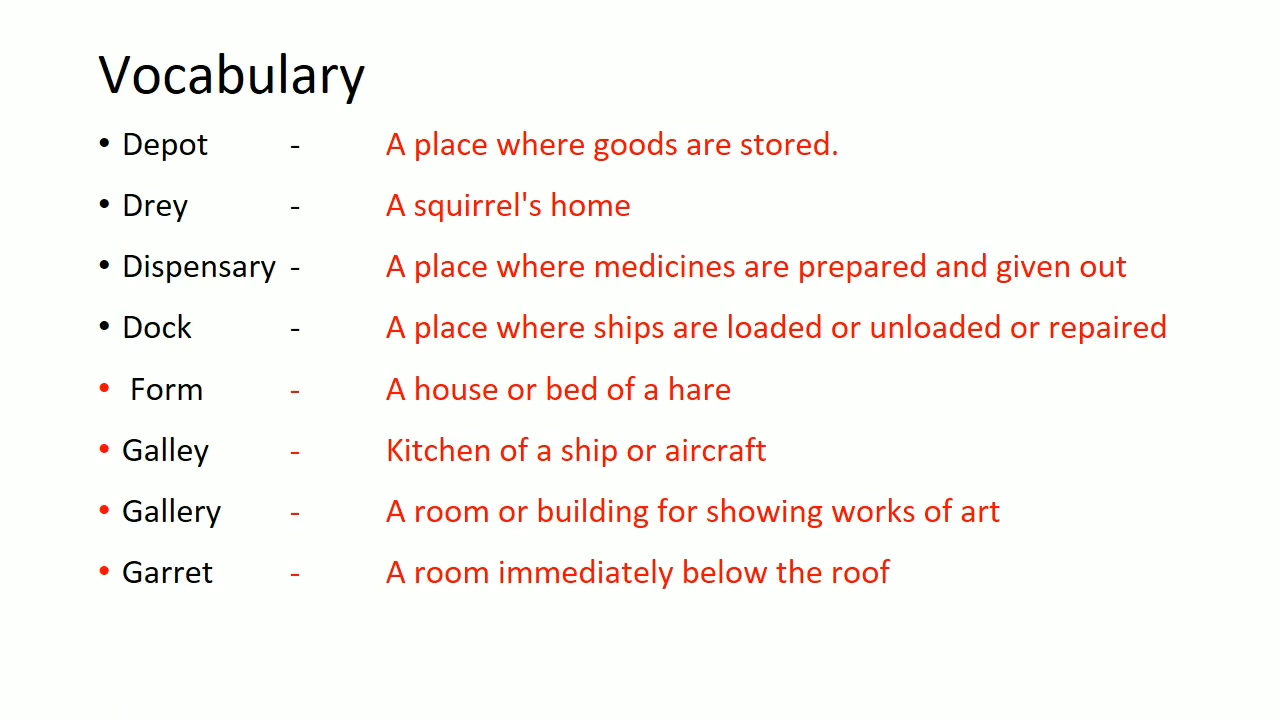 Vocabulary
• Depot - A place where goods are stored.
• Drey - A squirrel's home
• Dispensary - A place where medicines are prepared and given out
• Dock - A place where ships are loaded or unloaded or repaired
• Form - A house or bed of a hare
• Galley - Kitchen of a ship or aircraft
• Gallery - A room or building for showing works of art
• Garret - A room immediately below the roof